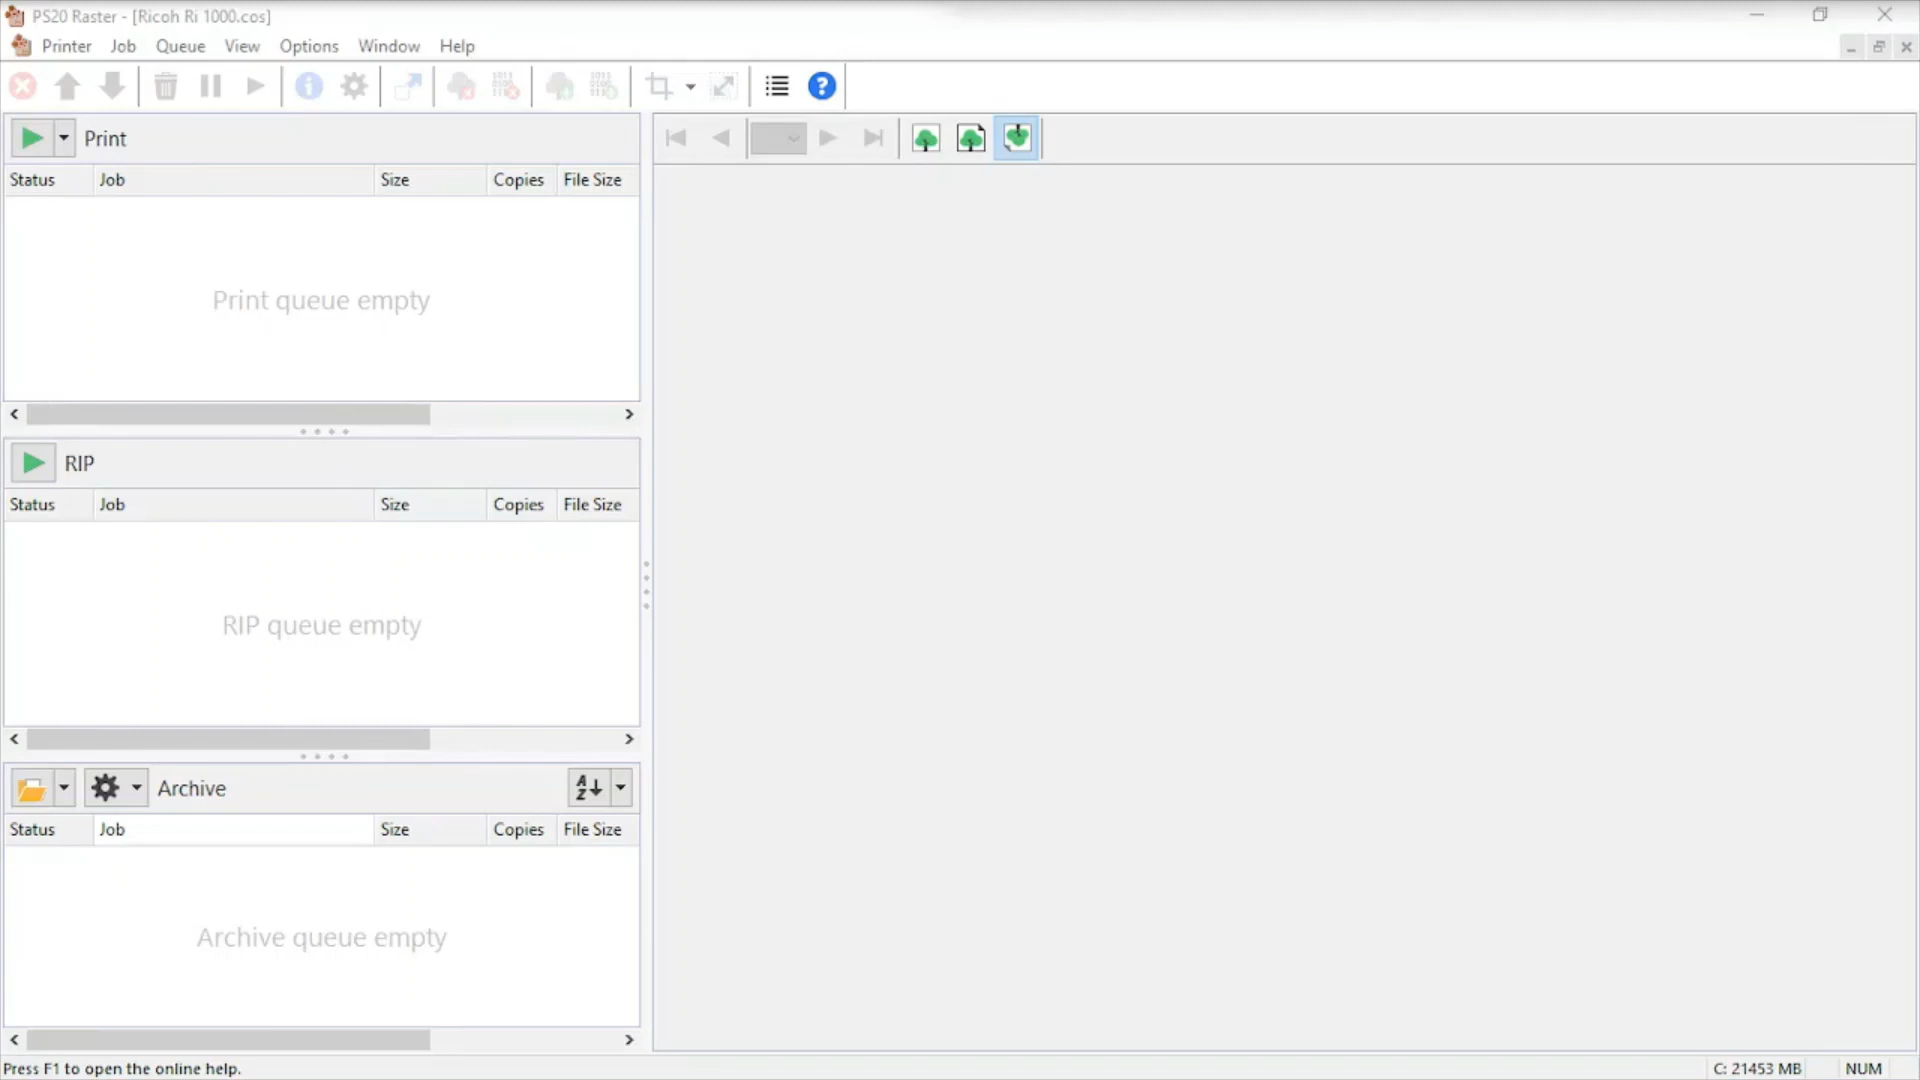 PS20 Raster - [Ricoh Ri 1000.cos]
Printer Job Queue View Options Window Help
Print
Status Job Size Copies File Size
Print queue empty
RIP
Status Job Size Copies File Size
RIP queue empty
Archive
Status Job Size Copies File Size
Archive queue empty
Press F1 to open the online help.
C: 21453 MB NUM